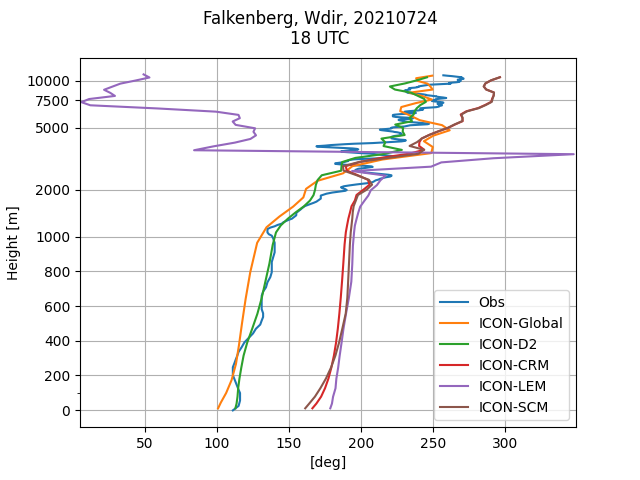 Falkenberg, Wdir, 20210724
18 UTC
10000
7500
5000
2000
1000
800
600
400
200
0
Height [m]
50
100
150
200
250
300
[deg]
Obs
ICON-Global
ICON-D2
ICON-CRM
ICON-LEM
ICON-SCM